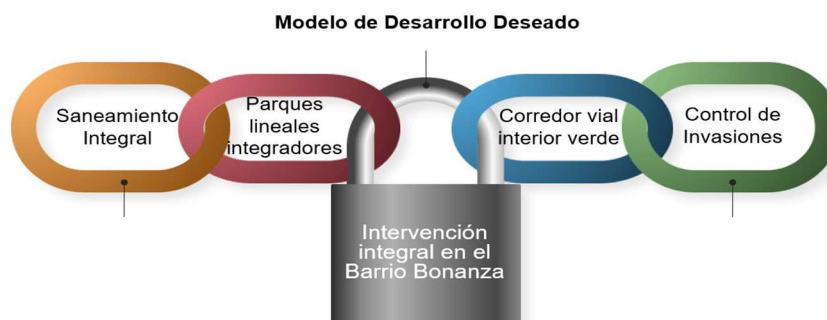 Modelo de Desarrollo Deseado
Saneamiento
Integral
Parques
lineales
integradores
Corredor vial
interior verde
Control de
Invasiones
Intervención
integral en el
Barrio Bonanza